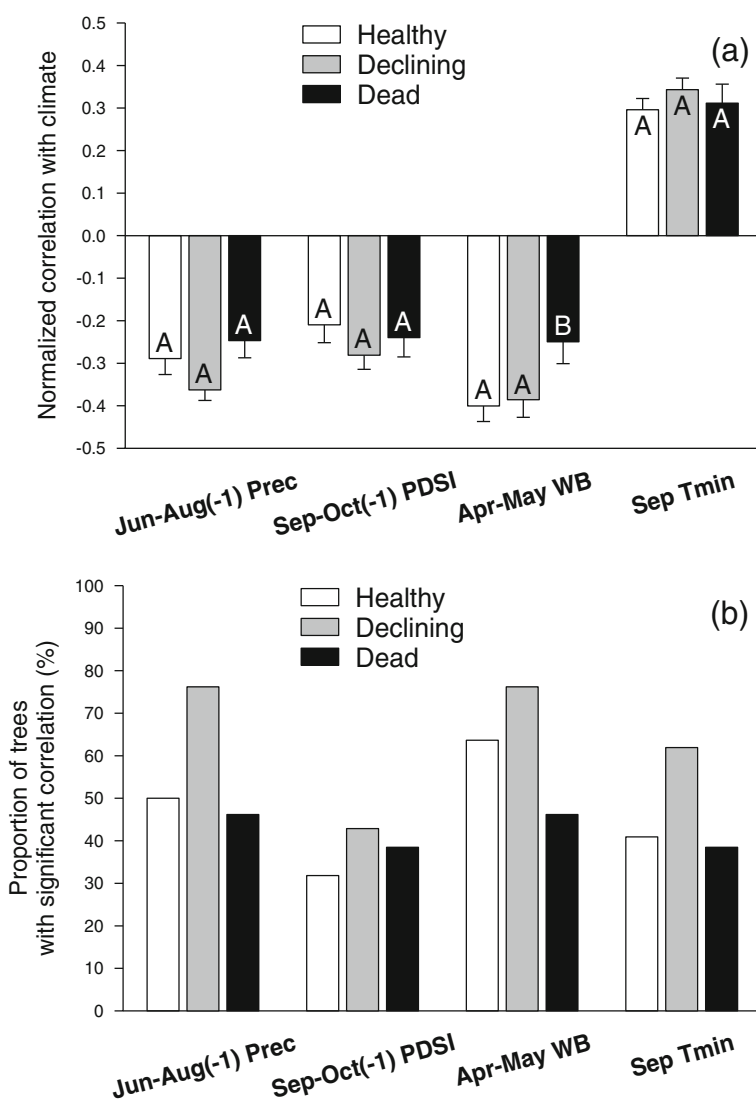 0.5
0.4
0.3
0.2
0.1
0.0
-0.1
-0.2
-0.3
-0.4
-0.5
Normalized correlation with climate
Healthy
Declining
Dead
(a)
A
A
A
A
A
A
A
A
B
A
A
A
Jun-Aug(-1) Prec
Sep-Oct(-1) PDSI
Apr-May WB
Sep Tmin
100
90
80
70
60
50
40
30
20
10
0
Proportion of trees
with significant correlation (%)
Healthy
Declining
Dead
(b)
Jun-Aug(-1) Prec
Sep-Oct(-1) PDSI
Apr-May WB
Sep Tmin